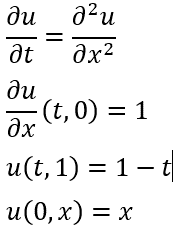 ∂u/∂t = ∂²u/∂x²
∂u/∂x (t, 0) = 1
u(t, 1) = 1 − t
u(0, x) = x